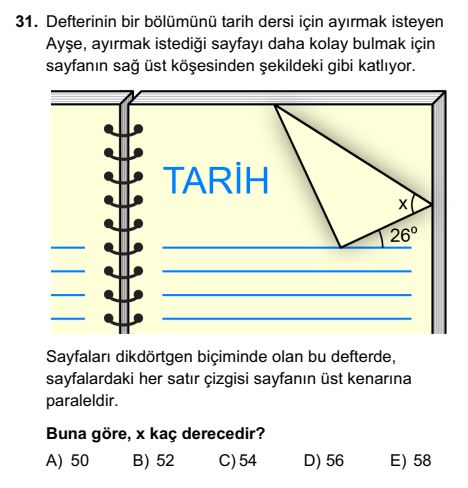 31. Defterinin bir bölümünü tarih dersi için ayırmak isteyen
Ayşe, ayırmak istediği sayfayı daha kolay bulmak için
sayfanın sağ üst köşesinden şekildeki gibi katlıyor.
TARİH
x
26°
Sayfaları dikdörtgen biçiminde olan bu defterde,
sayfalardaki her satır çizgisi sayfanın üst kenarına
paraleldir.
Buna göre, x kaç derecedir?
A) 50 B) 52 C) 54 D) 56 E) 58